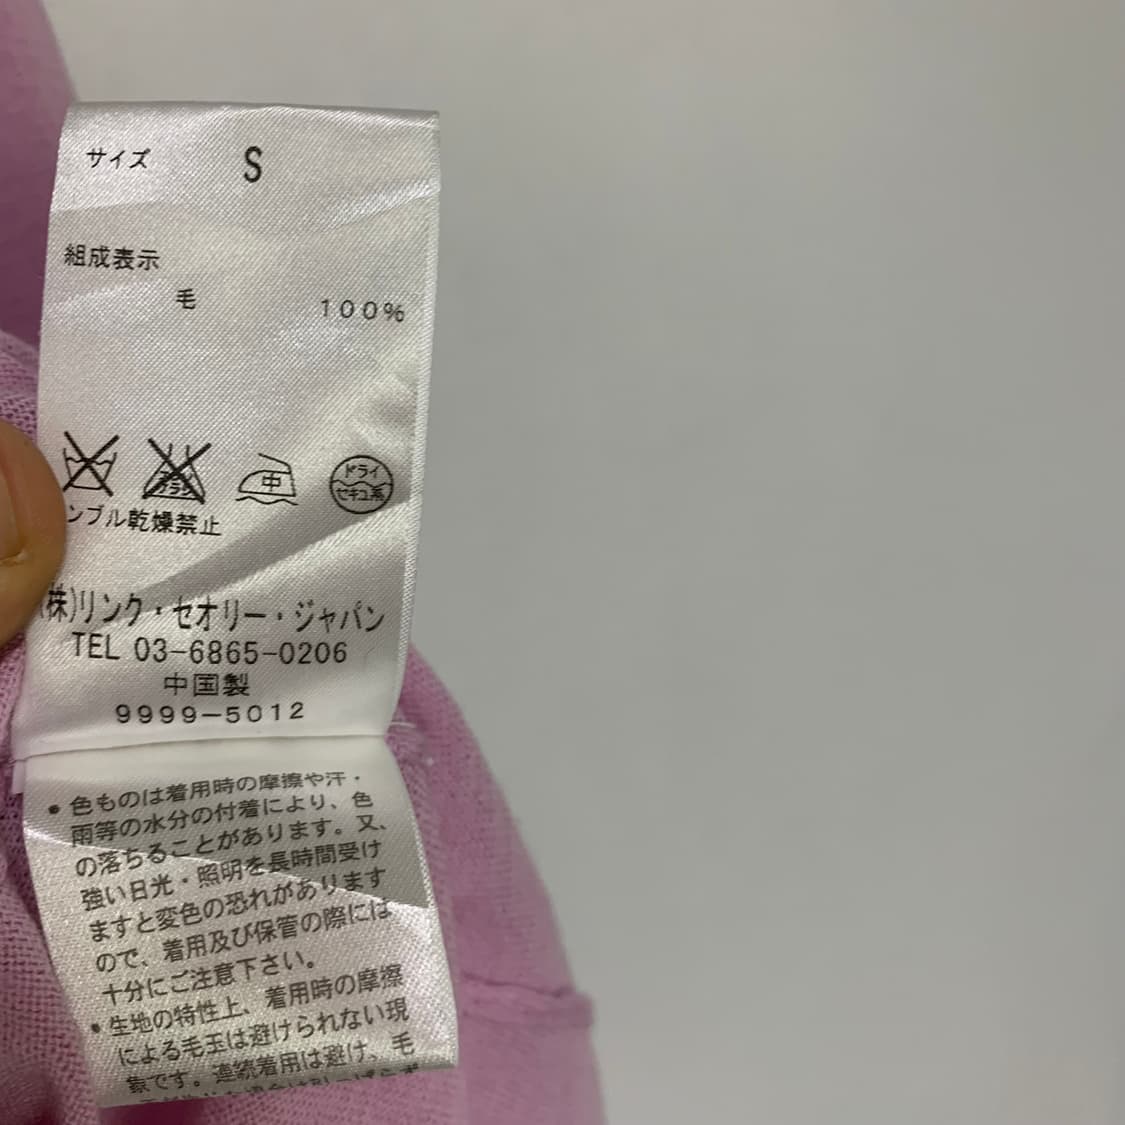 サイズ S
組成表示
毛 100%
中 ドライ セキユ系
ンブル乾燥禁止
(株)リンク・セオリー・ジャパン
TEL 03-6865-0206
中国製
9999-5012
●色ものは着用時の摩擦や汗・
雨等の水分の付着により、色
の落ちることがあります。又、
強い日光・照明を長時間受け
ますと変色の恐れがあります
ので、着用及び保管の際には
十分にご注意下さい。
●生地の特性上、着用時の摩擦
による毛玉は避けられない現
象です。連続着用は避け、毛